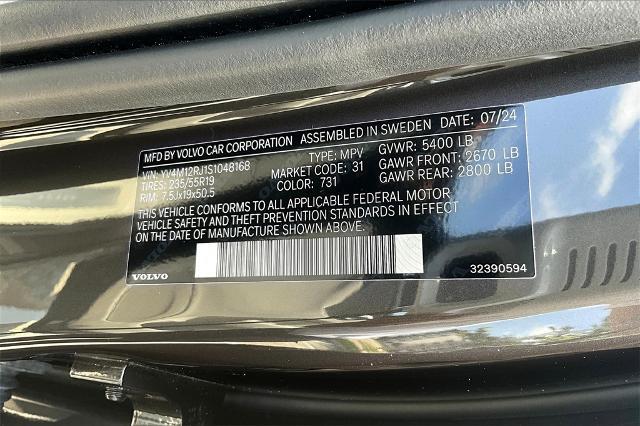 MFD BY VOLVO CAR CORPORATION ASSEMBLED IN SWEDEN DATE: 07/24
VIN: YV4M12RJ1S1048168 TYPE: MPV GVWR: 5400 LB
TIRES: 235/55R19 MARKET CODE: 31 GAWR FRONT: 2670 LB
RIM: 7.5Jx19x50.5 COLOR: 731 GAWR REAR: 2800 LB
THIS VEHICLE CONFORMS TO ALL APPLICABLE FEDERAL MOTOR
VEHICLE SAFETY AND THEFT PREVENTION STANDARDS IN EFFECT
ON THE DATE OF MANUFACTURE SHOWN ABOVE.
VOLVO 32390594